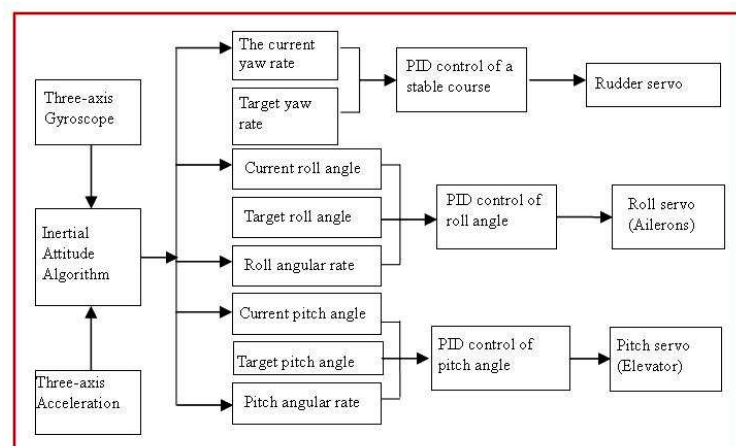 Three-axis
Gyroscope
Inertial
Attitude
Algorithm
Three-axis
Acceleration
The current
yaw rate
Target yaw
rate
Current roll angle
Target roll angle
Roll angular rate
Current pitch angle
Target pitch angle
Pitch angular rate
PID control of a
stable course
PID control of
roll angle
PID control of
pitch angle
Rudder servo
Roll servo
(Ailerons)
Pitch servo
(Elevator)